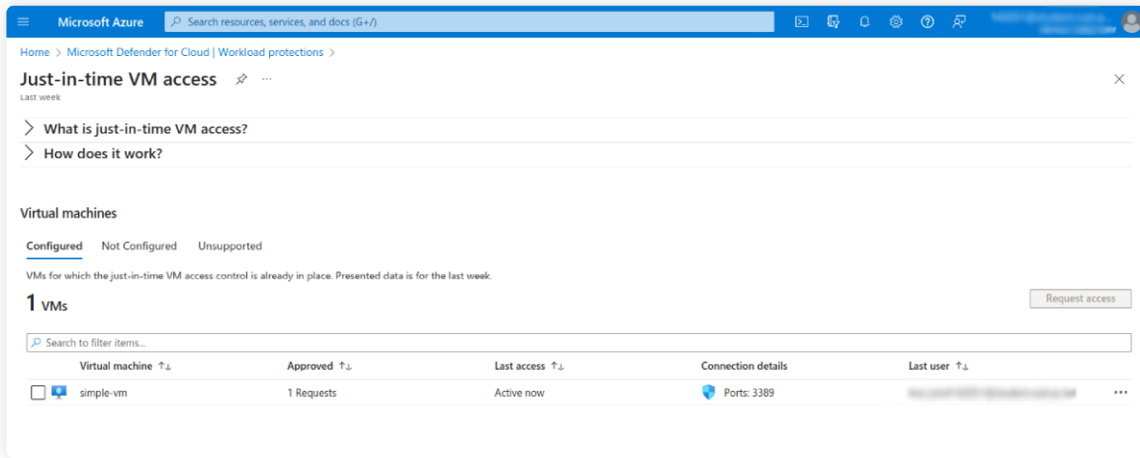 Microsoft Azure
Search resources, services, and docs (G+/)
Home > Microsoft Defender for Cloud | Workload protections >
Just-in-time VM access
Last week
What is just-in-time VM access?
How does it work?
Virtual machines
Configured Not Configured Unsupported
VMs for which the just-in-time VM access control is already in place. Presented data is for the last week.
1 VMs
Request access
Search to filter items...
Virtual machine ↑↓ Approved ↑↓ Last access ↑↓ Connection details Last user ↑↓
simple-vm 1 Requests Active now Ports: 3389